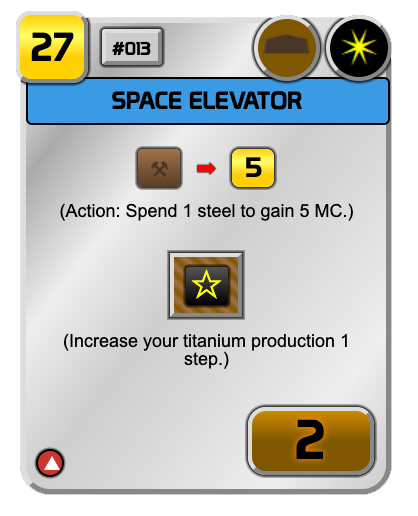 27
#013
SPACE ELEVATOR
5
(Action: Spend 1 steel to gain 5 MC.)
(Increase your titanium production 1
step.)
2